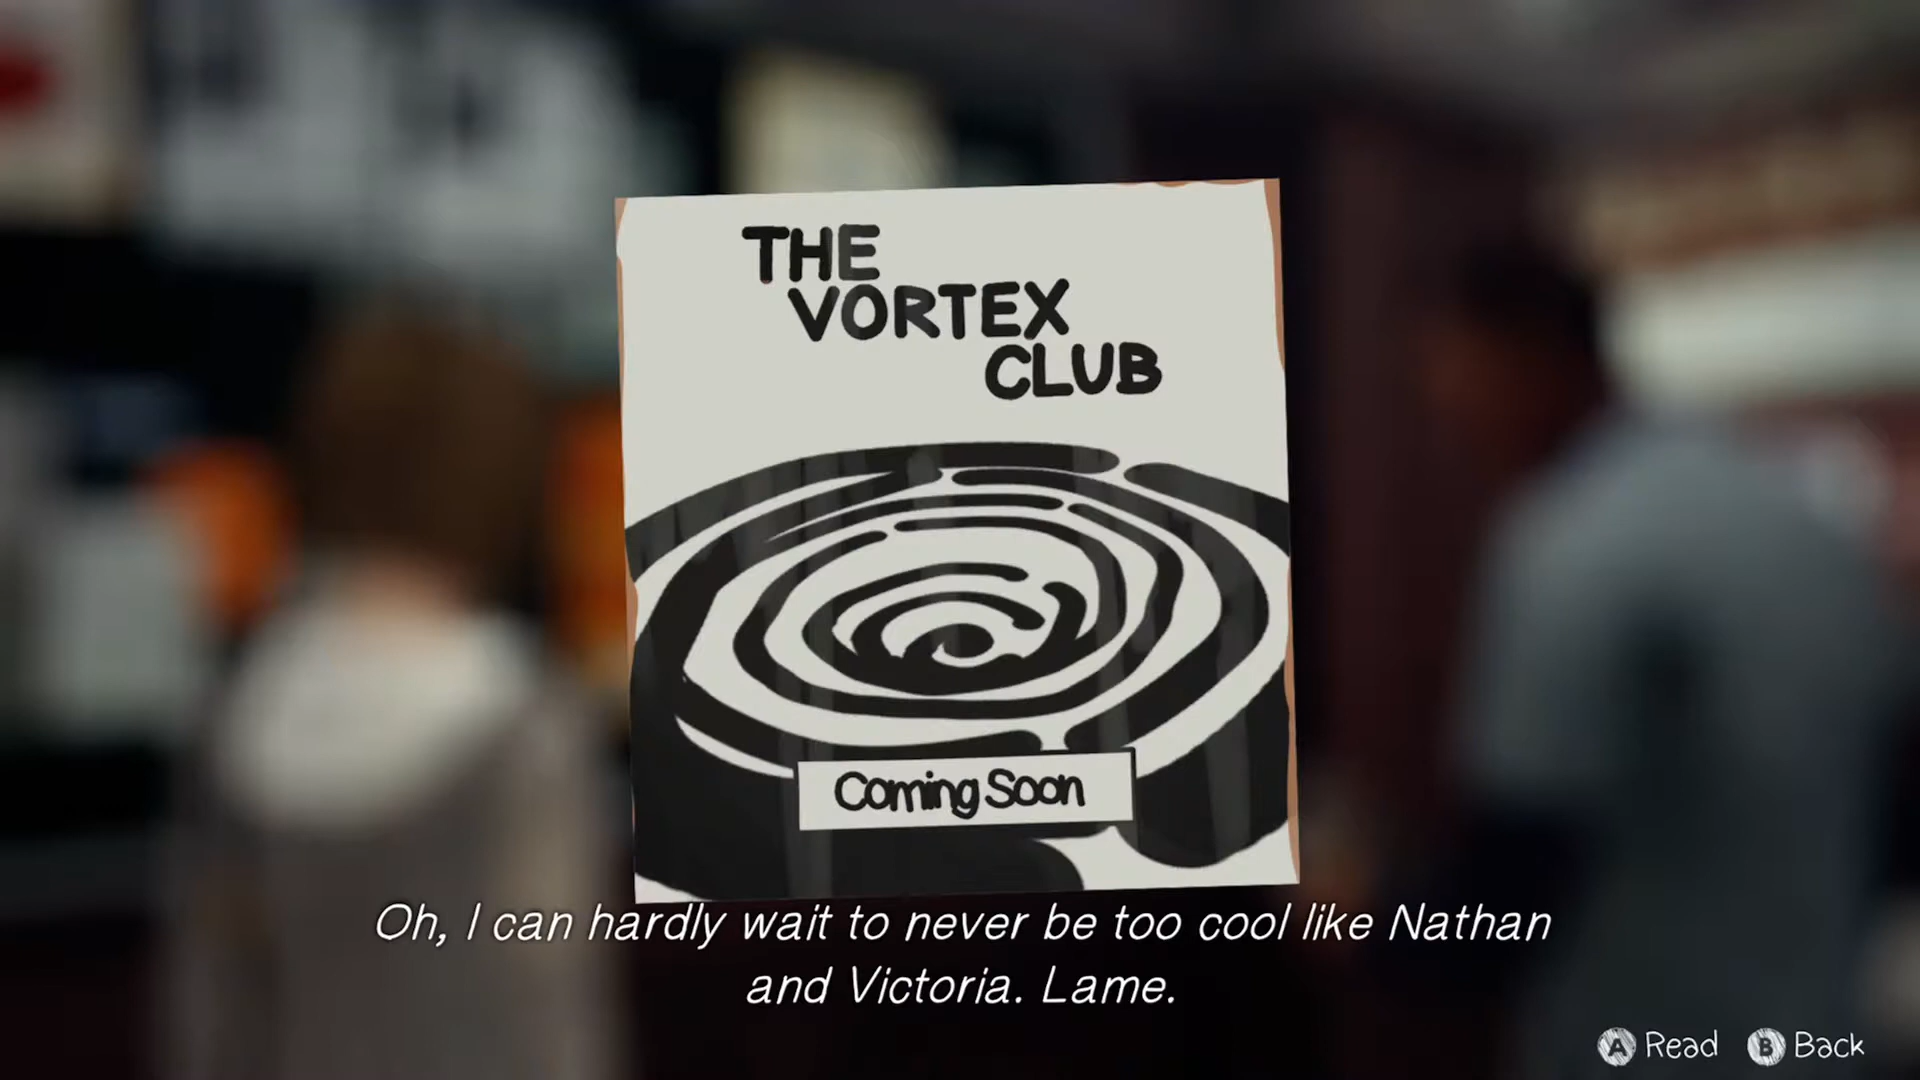 THE
VORTEX
CLUB
Coming Soon
Oh, I can hardly wait to never be too cool like Nathan
and Victoria. Lame.
A Read B Back